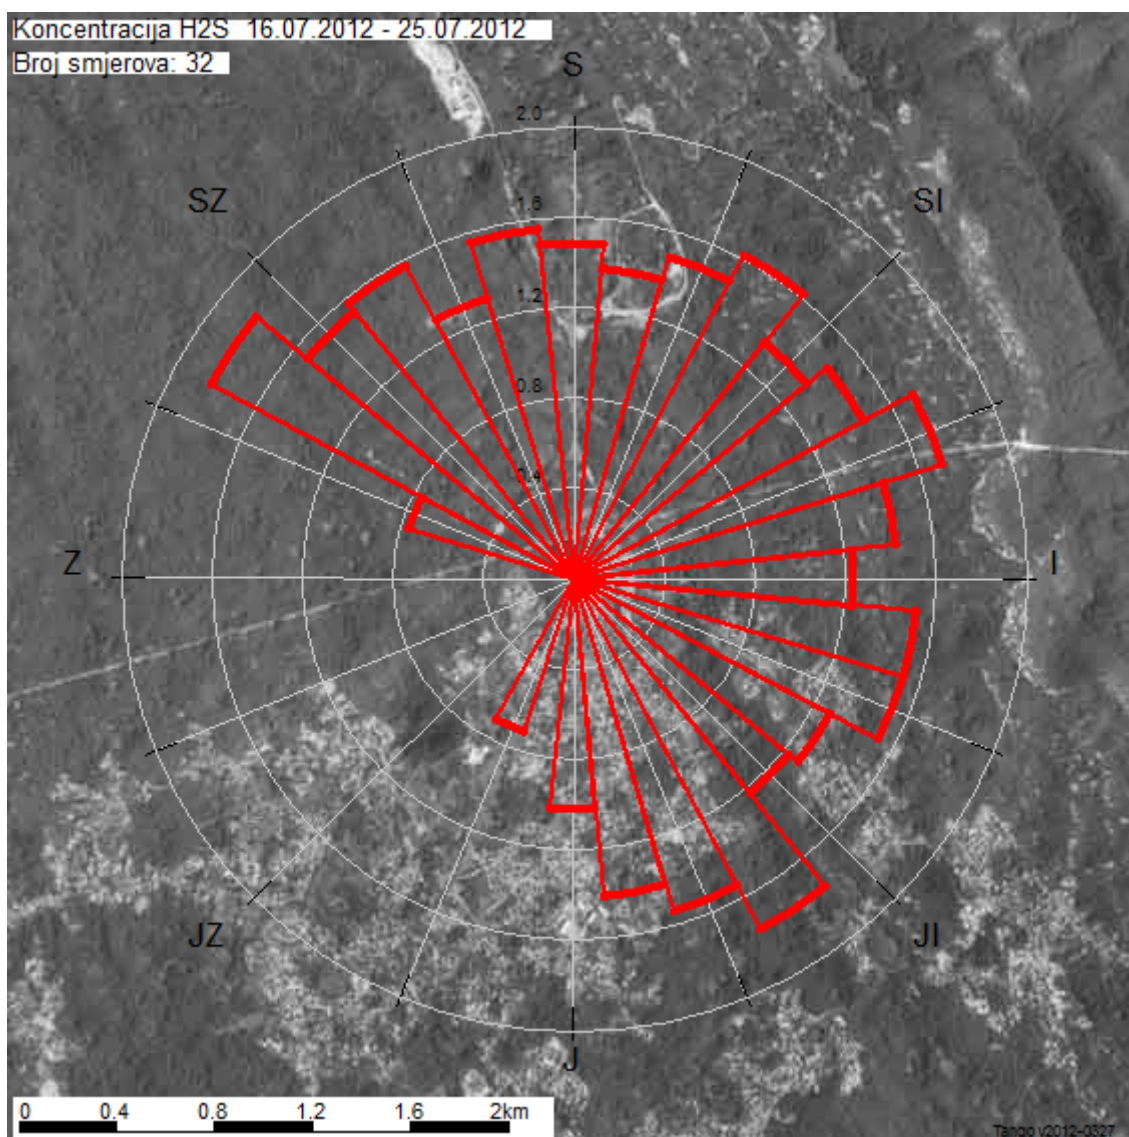 Koncentracija H2S 16.07.2012 - 25.07.2012
Broj smjerova: 32
S
2.0
SZ
SI
1.6
1.2
0.8
0.4
Z
I
JZ
JI
J
0 0.4 0.8 1.2 1.6 2km
Tango v2012-0327